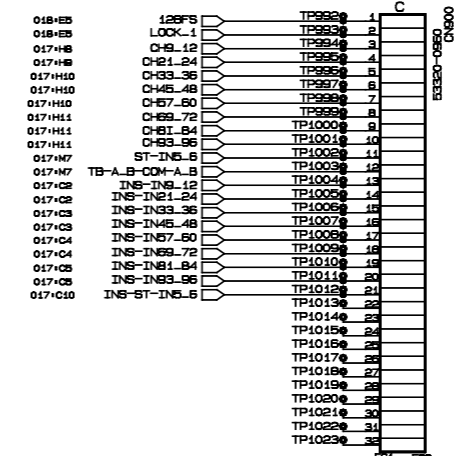 C
CN900
53320-0960
018:E5 128FS TP992 1
018:E5 LOCK_1 TP993 2
017:H8 CH9_12 TP994 3
017:H9 CH21_24 TP995 4
017:H10 CH33_36 TP996 5
017:H10 CH45_48 TP997 6
017:H10 CH57_60 TP998 7
017:H11 CH69_72 TP999 8
017:H11 CH81_84 TP1000 9
017:H11 CH93_96 TP1001 10
017:M7 ST-IN5_6 TP1002 11
017:M7 TB-A_B-COM-A_B TP1003 12
017:C2 INS-IN9_12 TP1004 13
017:C2 INS-IN21_24 TP1005 14
017:C3 INS-IN33_36 TP1006 15
017:C3 INS-IN45_48 TP1007 16
017:C4 INS-IN57_60 TP1008 17
017:C4 INS-IN69_72 TP1009 18
017:C5 INS-IN81_84 TP1010 19
017:C5 INS-IN93_96 TP1011 20
017:C10 INS-ST-IN5_6 TP1012 21
TP1013 22
TP1014 23
TP1015 24
TP1016 25
TP1017 26
TP1018 27
TP1019 28
TP1020 29
TP1021 30
TP1022 31
TP1023 32